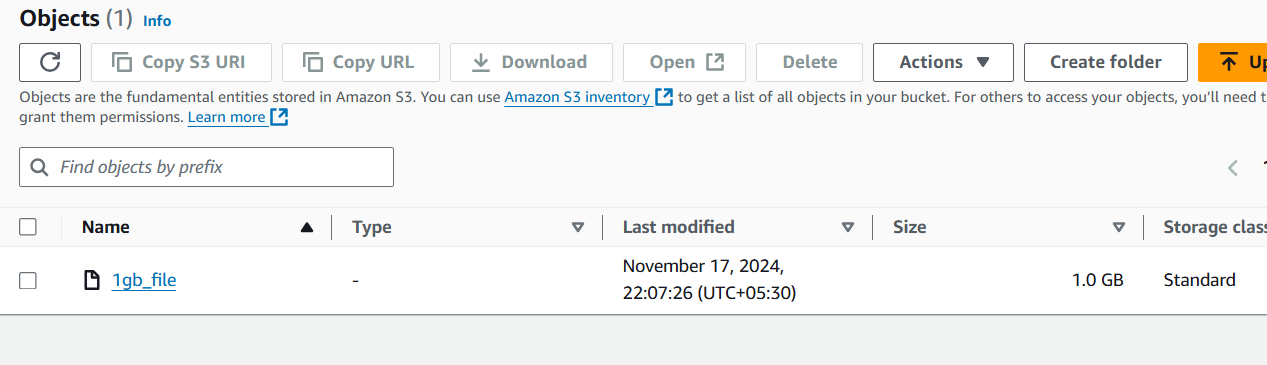 Objects (1) Info
Copy S3 URI Copy URL Download Open Delete Actions Create folder
Objects are the fundamental entities stored in Amazon S3. You can use Amazon S3 inventory to get a list of all objects in your bucket. For others to access your objects, you'll need
grant them permissions. Learn more
Find objects by prefix
Name Type Last modified Size Storage
1gb_file - November 17, 2024, 1.0 GB Standard
22:07:26 (UTC+05:30)